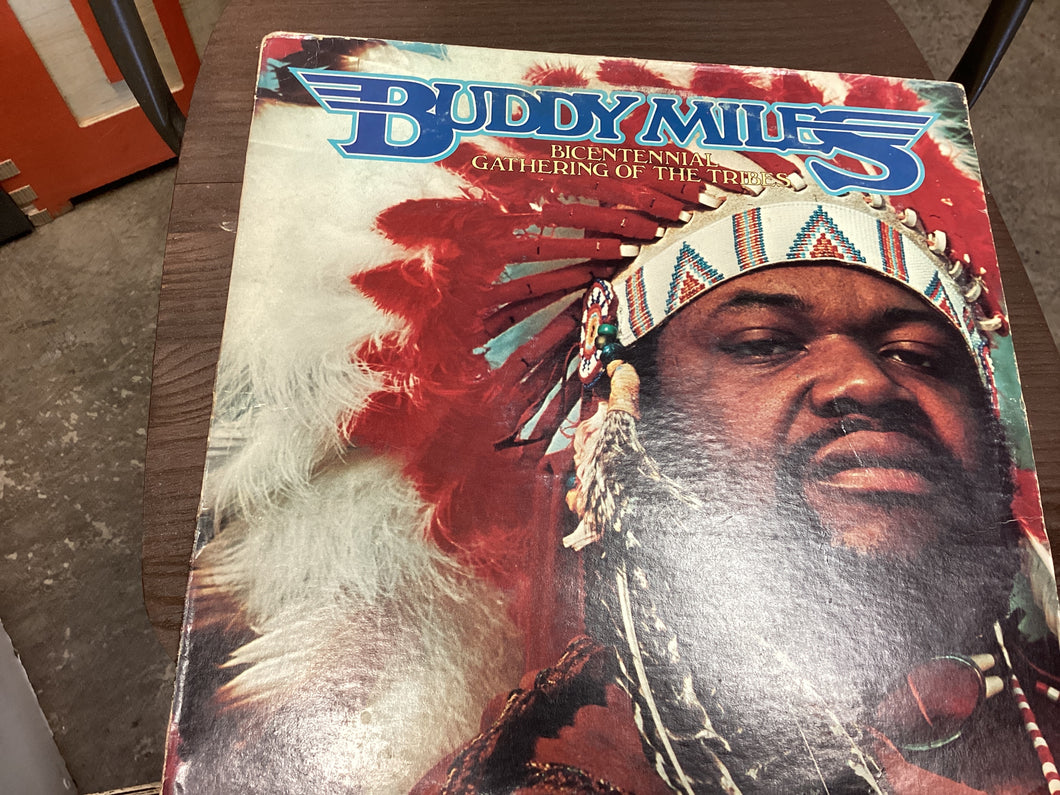 BUDDY MILES
BICENTENNIAL
GATHERING OF THE TRIBES